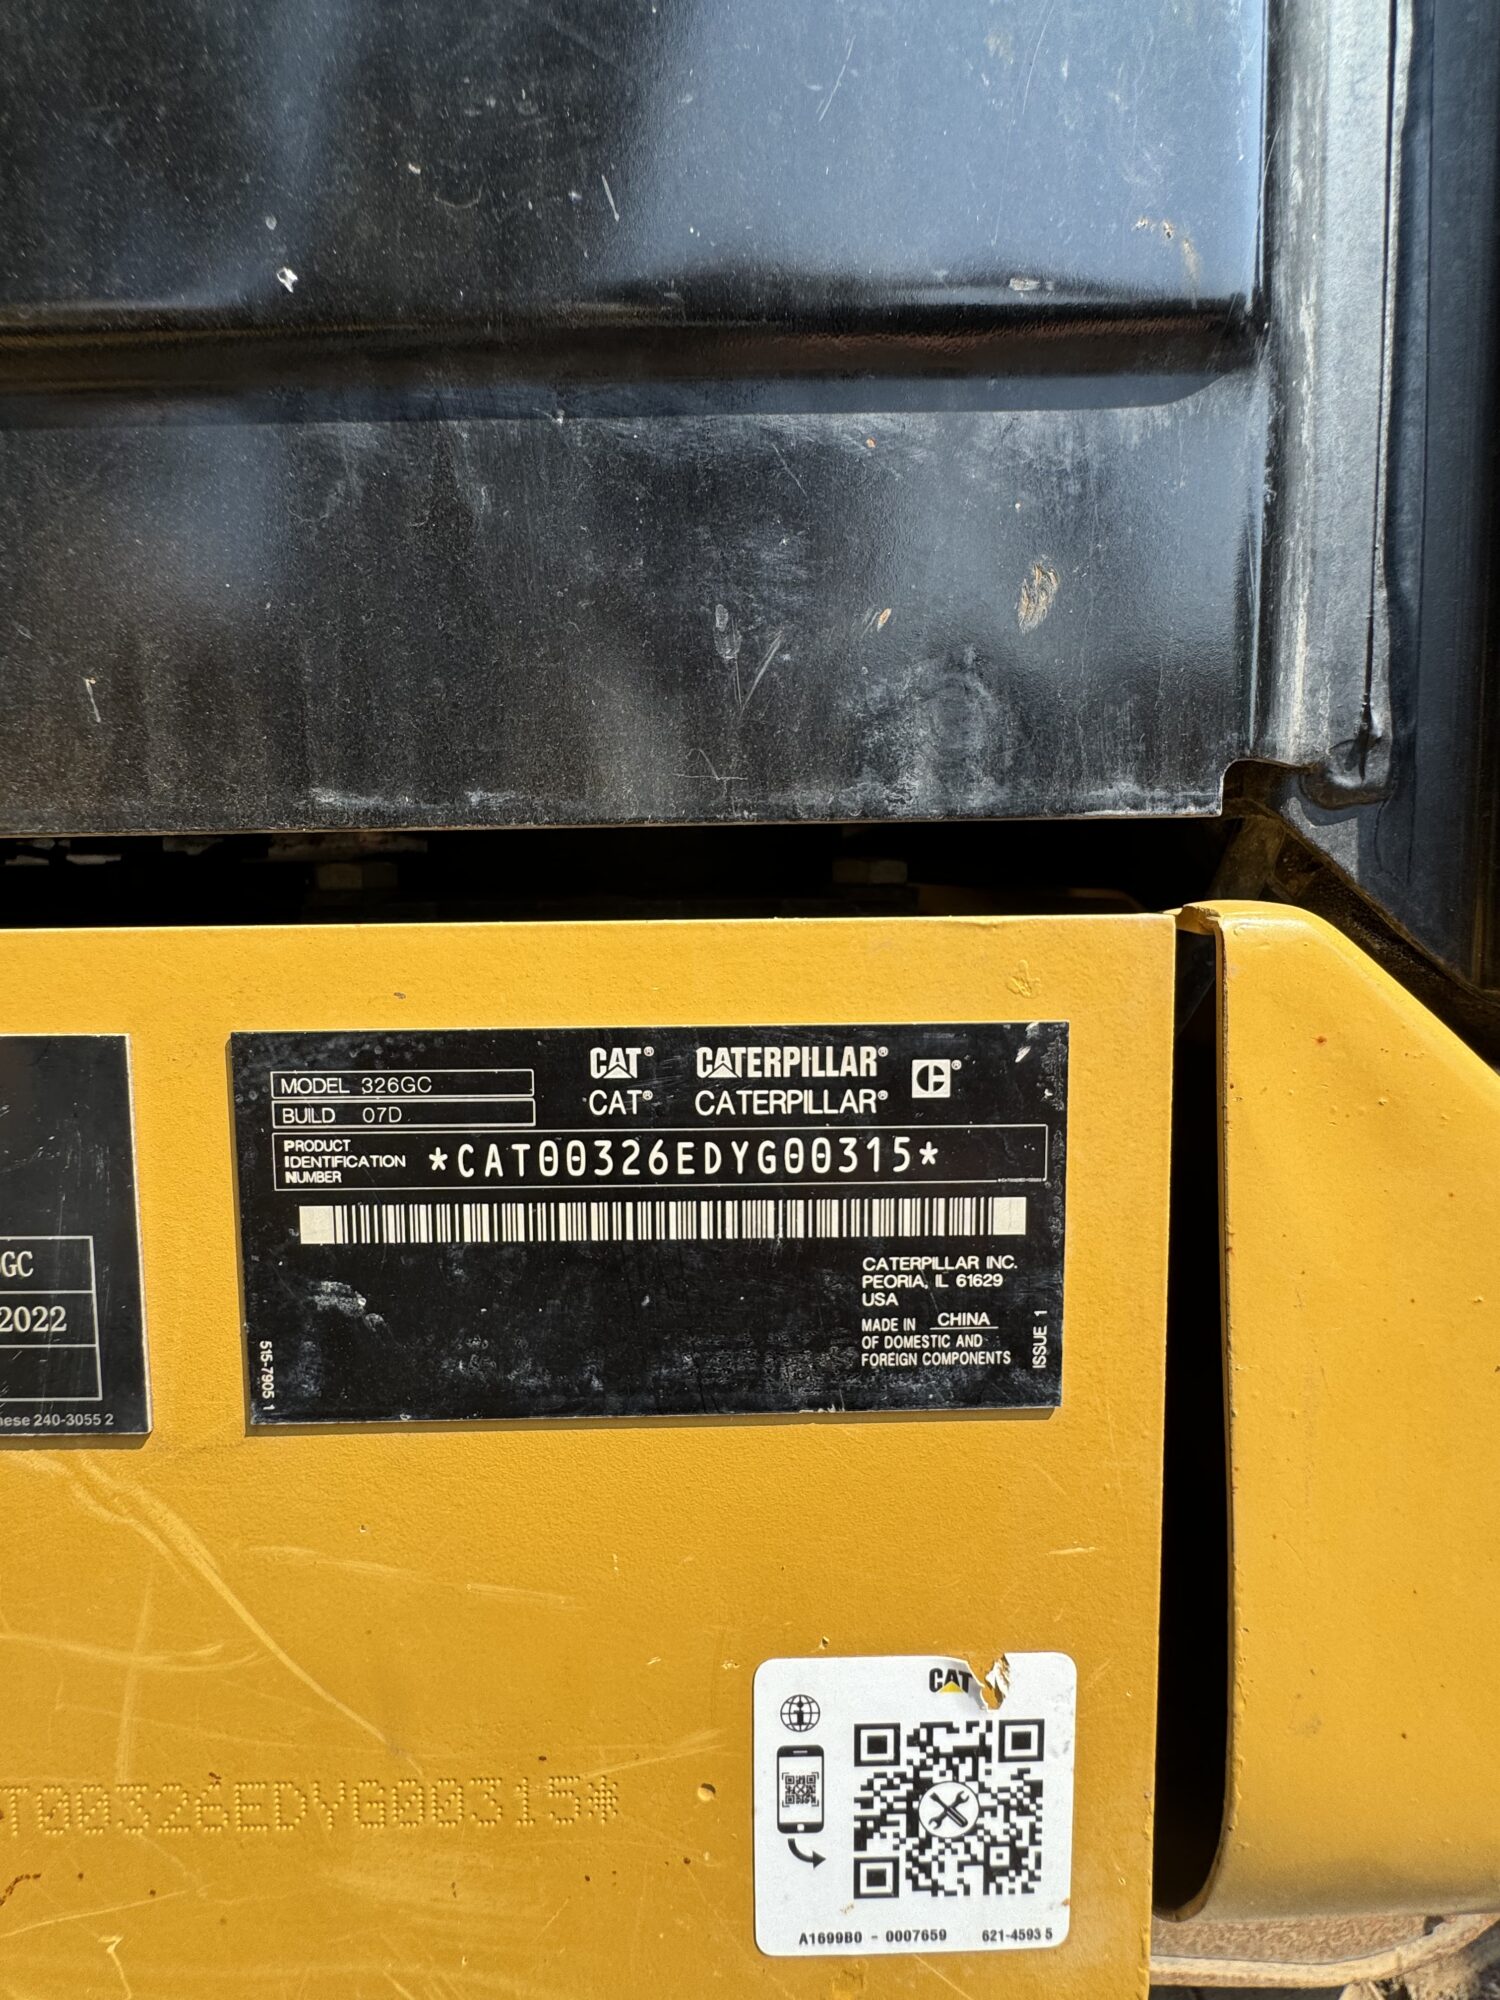 GC
2022
240-3055 2
MODEL 326GC
BUILD 07D
CAT® CATERPILLAR®
CAT® CATERPILLAR®
PRODUCT
IDENTIFICATION
NUMBER
*CAT00326EDYG00315*
CATERPILLAR INC.
PEORIA, IL 61629
USA
MADE IN CHINA
OF DOMESTIC AND
FOREIGN COMPONENTS
ISSUE 1
515-7905 1
T00326EDYG00315*
CAT
A1699B0 - 0007659 621-4593 5